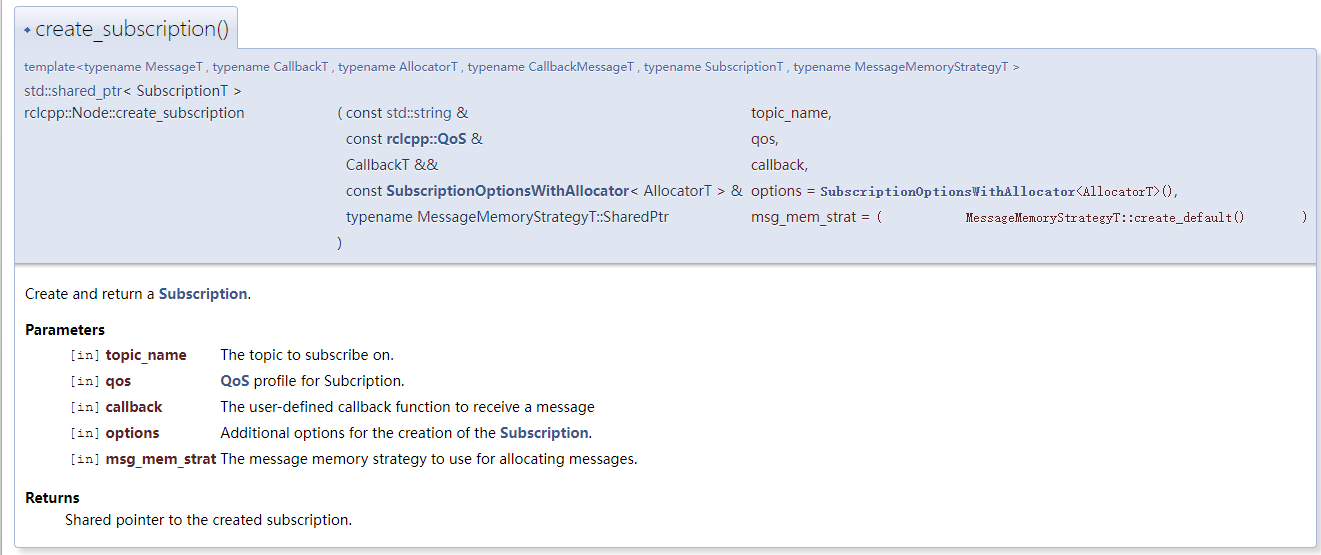 create_subscription()
template<typename MessageT , typename CallbackT , typename AllocatorT , typename CallbackMessageT , typename SubscriptionT , typename MessageMemoryStrategyT >
std::shared_ptr< SubscriptionT >
rclcpp::Node::create_subscription ( const std::string & topic_name,
const rclcpp::QoS & qos,
CallbackT && callback,
const SubscriptionOptionsWithAllocator< AllocatorT > & options = SubscriptionOptionsWithAllocator<AllocatorT>(),
typename MessageMemoryStrategyT::SharedPtr msg_mem_strat = ( MessageMemoryStrategyT::create_default() )
)
Create and return a Subscription.
Parameters
[in] topic_name The topic to subscribe on.
[in] qos QoS profile for Subcription.
[in] callback The user-defined callback function to receive a message
[in] options Additional options for the creation of the Subscription.
[in] msg_mem_strat The message memory strategy to use for allocating messages.
Returns
Shared pointer to the created subscription.